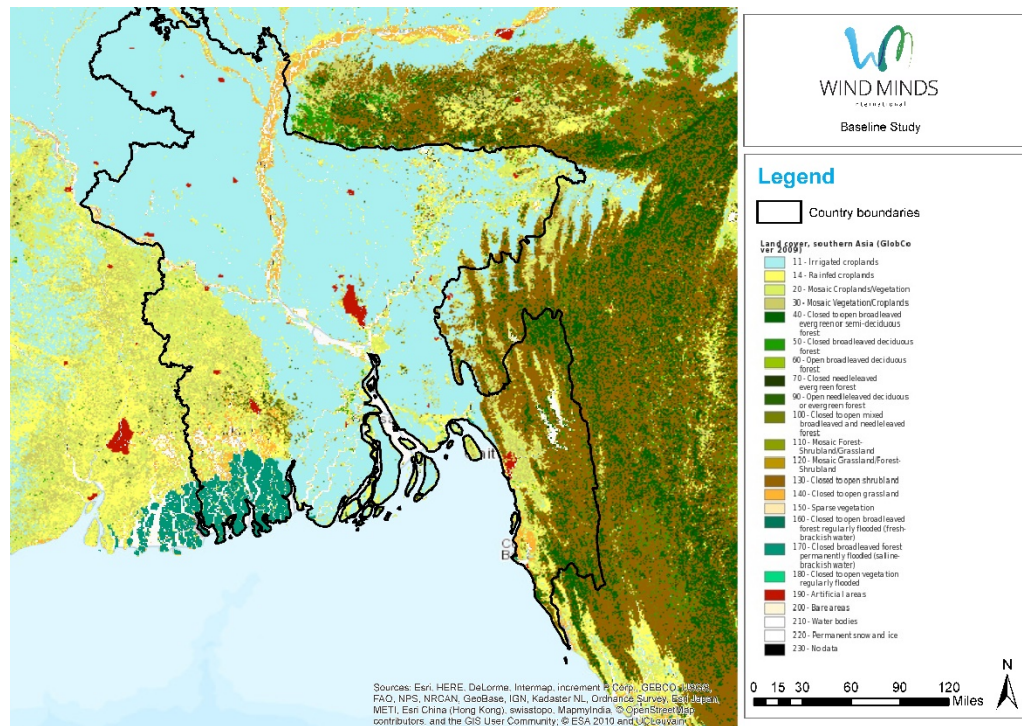 WIND MINDS
international
Baseline Study
Legend
Country boundaries
Land cover, southern Asia (GlobCo
ver 2009)
11 - Irrigated croplands
14 - Rainfed croplands
20 - Mosaic Croplands/Vegetation
30 - Mosaic Vegetation/Croplands
40 - Closed to open broadleaved
evergreen or semi-deciduous
forest
50 - Closed broadleaved deciduous
forest
60 - Open broadleaved deciduous
forest
70 - Closed needleleaved
evergreen forest
90 - Open needleleaved deciduous
or evergreen forest
100 - Closed to open mixed
broadleaved and needleleaved
forest
110 - Mosaic Forest-
Shrubland/Grassland
120 - Mosaic Grassland/Forest-
Shrubland
130 - Closed to open shrubland
140 - Closed to open grassland
150 - Sparse vegetation
160 - Closed to open broadleaved
forest regularly flooded (fresh-
brackish water)
170 - Closed broadleaved forest
permanently flooded (saline-
brackish water)
180 - Closed to open vegetation
regularly flooded
190 - Artificial areas
200 - Bare areas
210 - Water bodies
220 - Permanent snow and ice
230 - No data
N
0 15 30 60 90 120
Miles
Sources: Esri, HERE, DeLorme, Intermap, increment P Corp., GEBCO, USGS,
FAO, NPS, NRCAN, GeoBase, IGN, Kadaster NL, Ordnance Survey, Esri Japan,
METI, Esri China (Hong Kong), swisstopo, MapmyIndia, © OpenStreetMap
contributors, and the GIS User Community; © ESA 2010 and UCLouvain